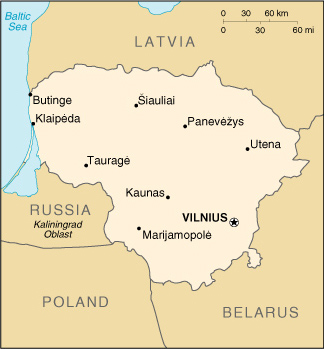 Baltic
Sea
0 30 60 km
0 30 60 mi
LATVIA
Butinge
Šiauliai
Klaipėda
Panevėžys
Utena
Tauragė
Kaunas
RUSSIA
Kaliningrad
Oblast
VILNIUS
Marijamopolė
POLAND
BELARUS